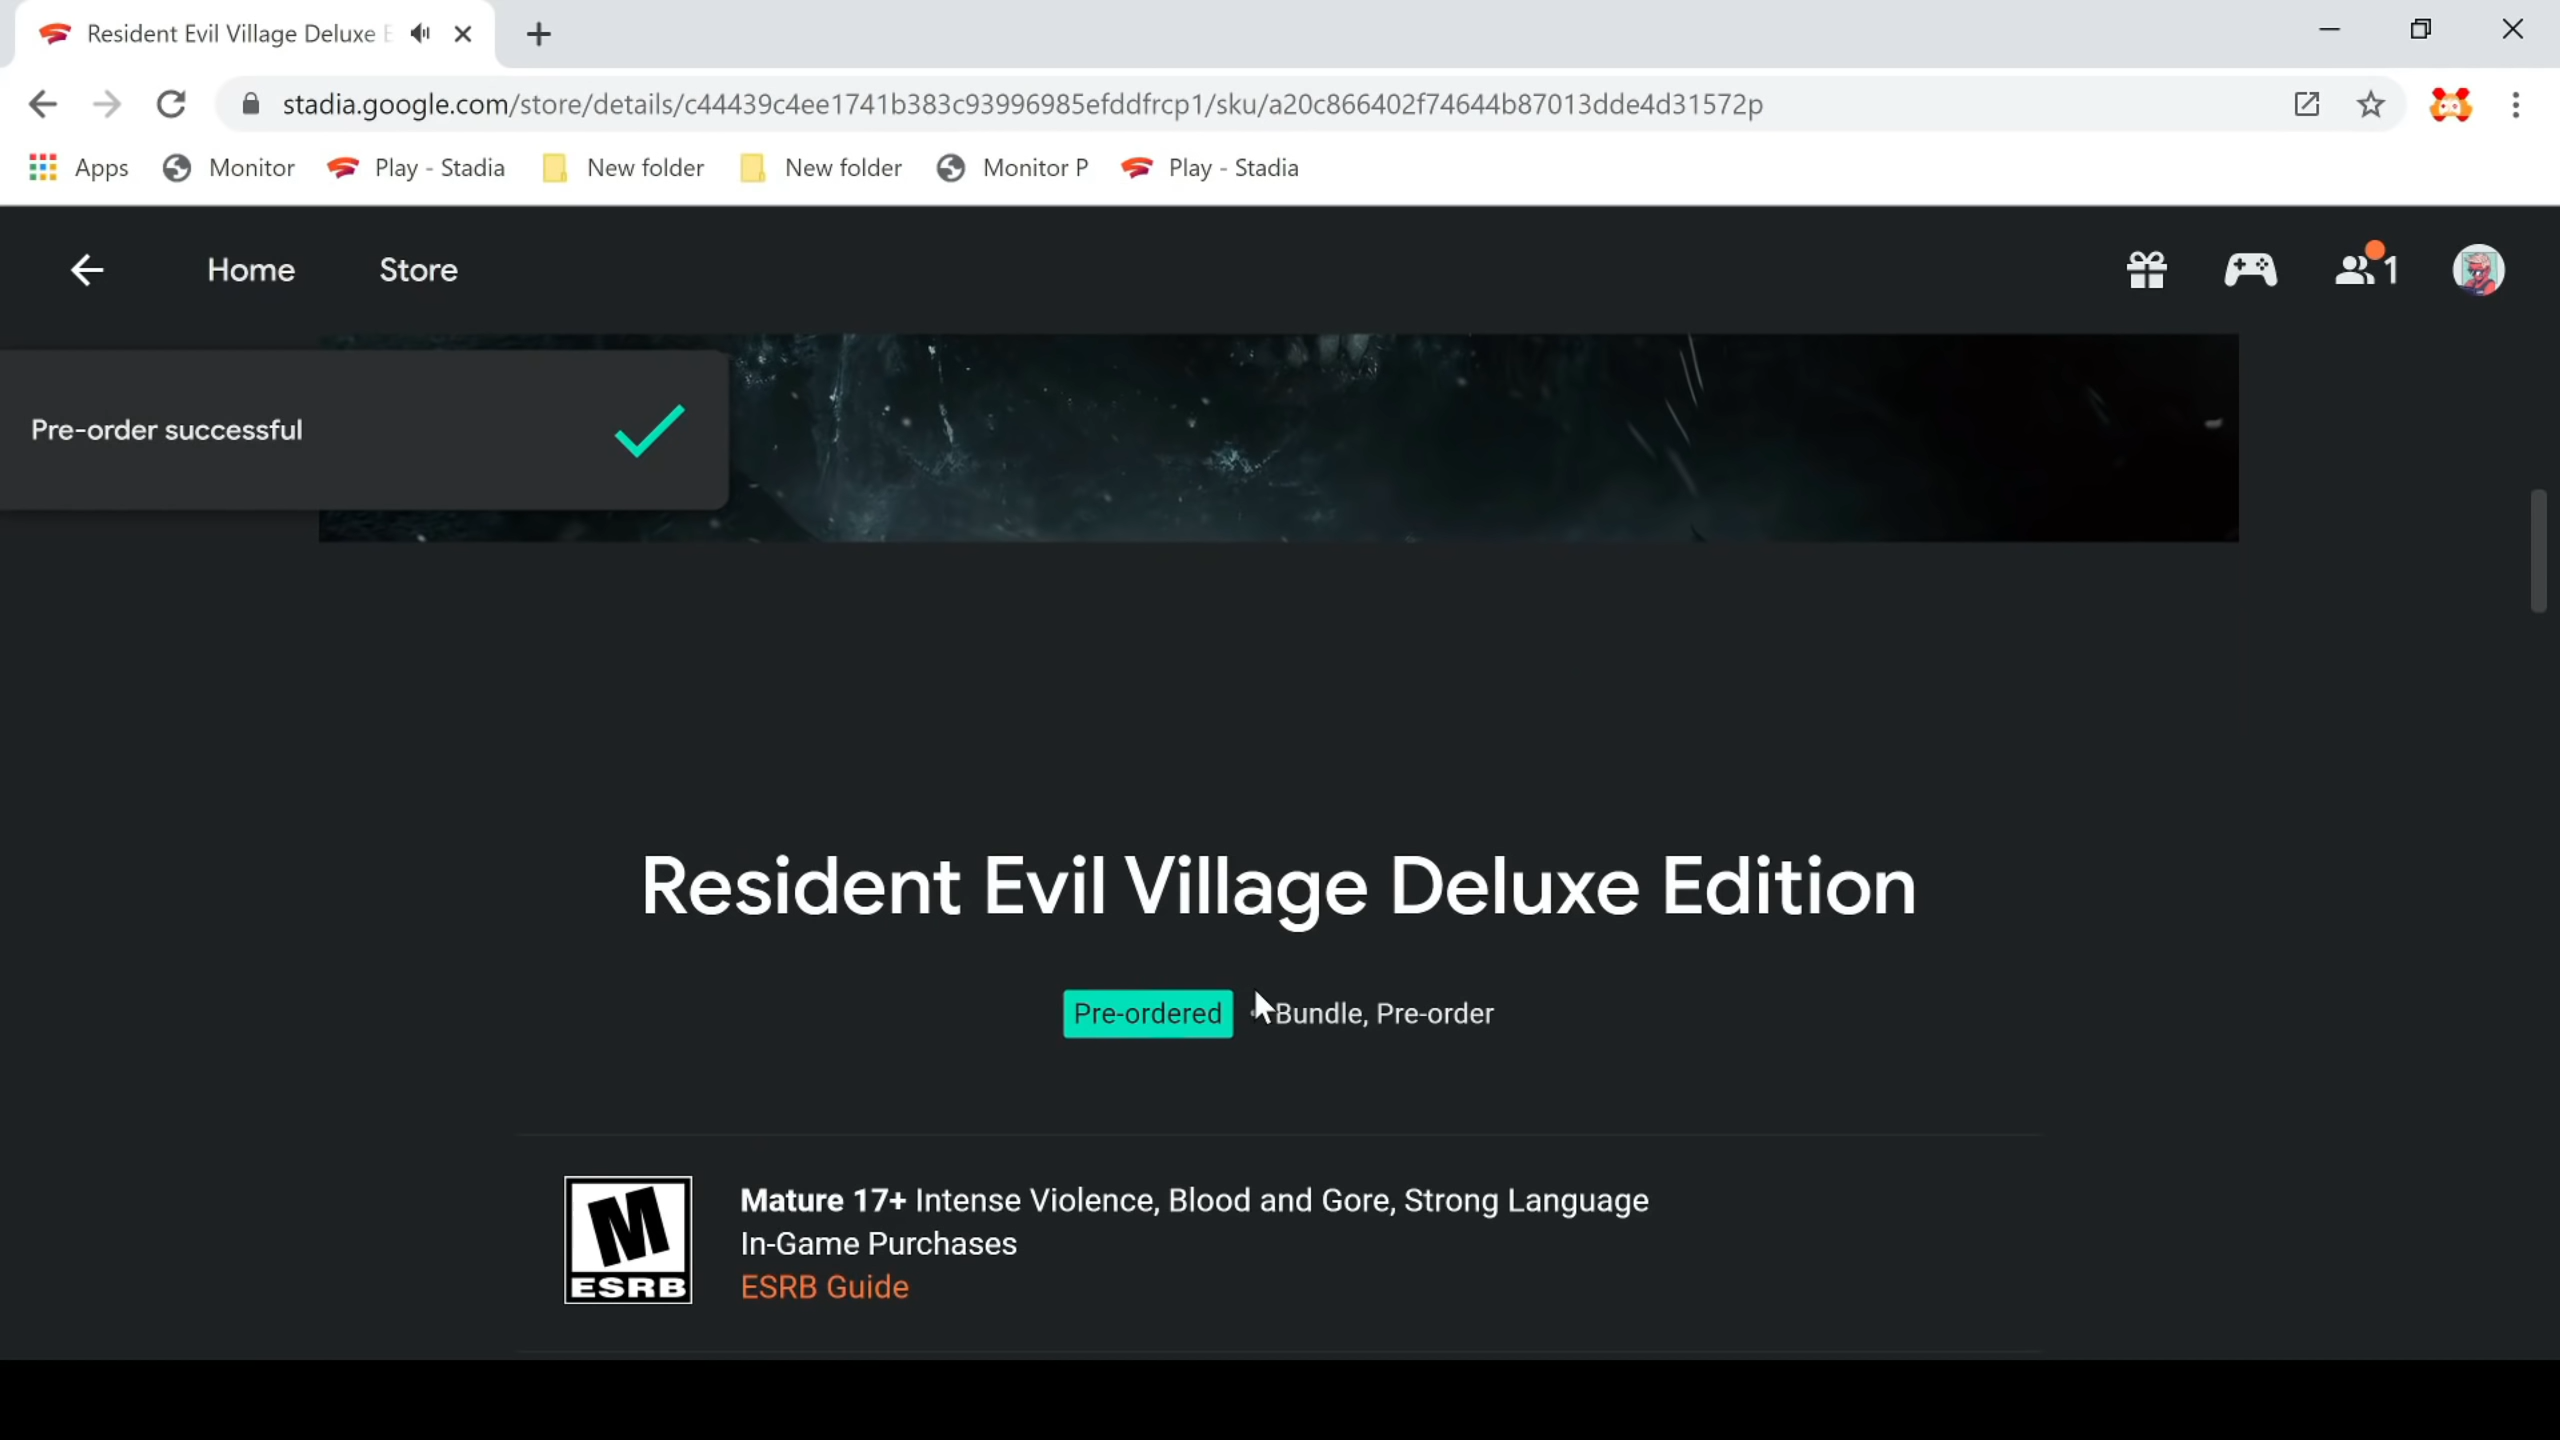 Resident Evil Village Deluxe
stadia.google.com/store/details/c44439c4ee1741b383c93996985efddfrcp1/sku/a20c866402f74644b87013dde4d31572p
Apps Monitor Play - Stadia New folder New folder Monitor P Play - Stadia
Home Store 1
Pre-order successful
Resident Evil Village Deluxe Edition
Pre-ordered Bundle, Pre-order
M
ESRB
Mature 17+ Intense Violence, Blood and Gore, Strong Language
In-Game Purchases
ESRB Guide